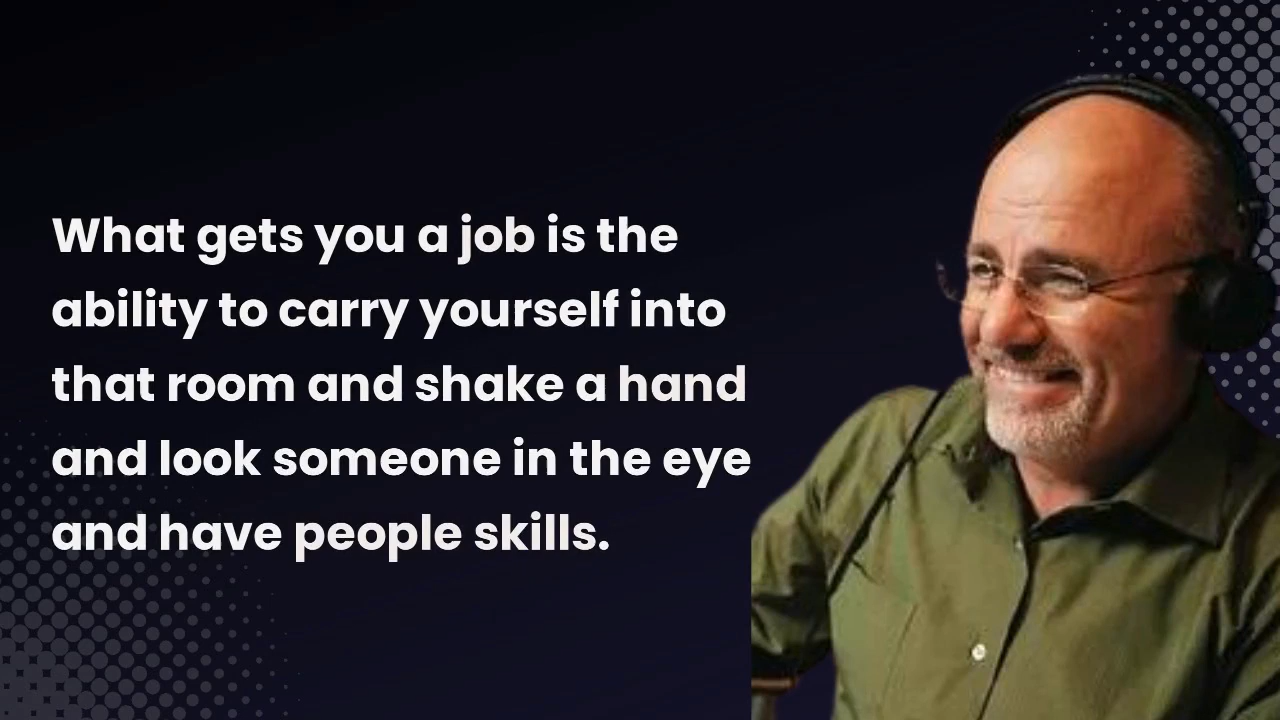 What gets you a job is the
ability to carry yourself into
that room and shake a hand
and look someone in the eye
and have people skills.